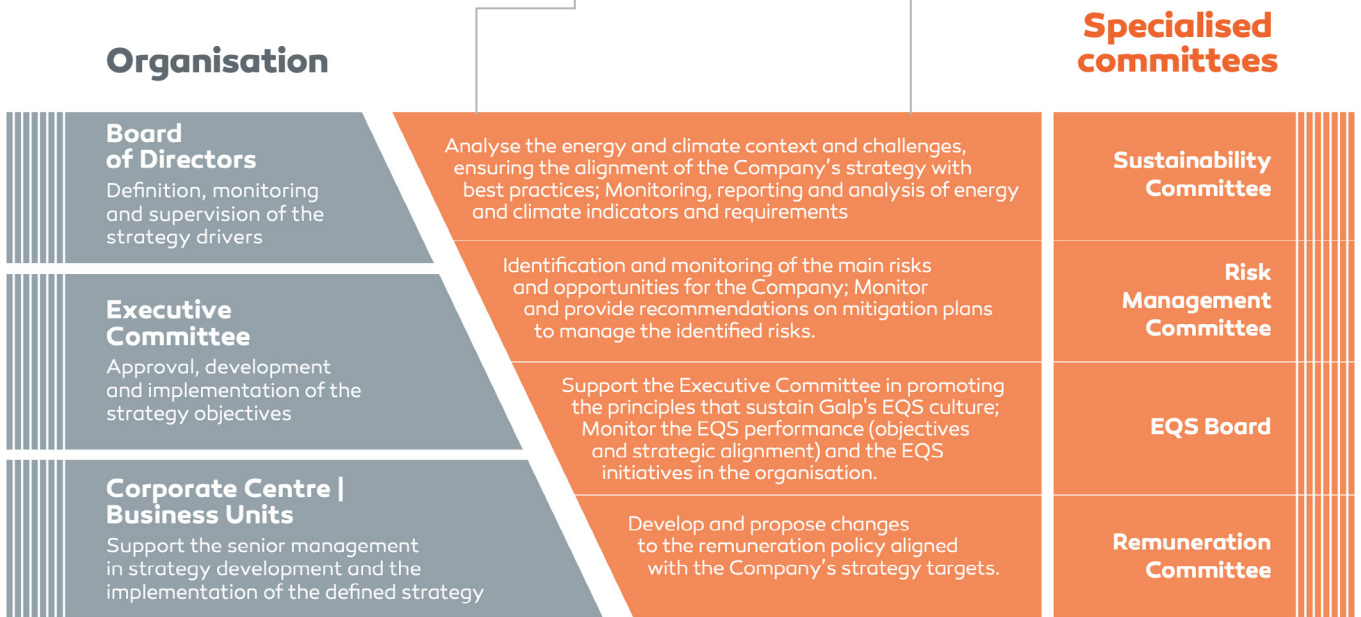 Organisation
Specialised
committees
Board
of Directors
Definition, monitoring
and supervision of the
strategy drivers
Executive
Committee
Approval, development
and implementation of the
strategy objectives
Corporate Centre |
Business Units
Support the senior management
in strategy development and the
implementation of the defined strategy
Analyse the energy and climate context and challenges,
ensuring the alignment of the Company's strategy with
best practices; Monitoring, reporting and analysis of energy
and climate indicators and requirements
Sustainability
Committee
Identification and monitoring of the main risks
and opportunities for the Company; Monitor
and provide recommendations on mitigation plans
to manage the identified risks.
Risk
Management
Committee
Support the Executive Committee in promoting
the principles that sustain Galp's EQS culture;
Monitor the EQS performance (objectives
and strategic alignment) and the EQS
initiatives in the organisation.
EQS Board
Develop and propose changes
to the remuneration policy aligned
with the Company's strategy targets.
Remuneration
Committee